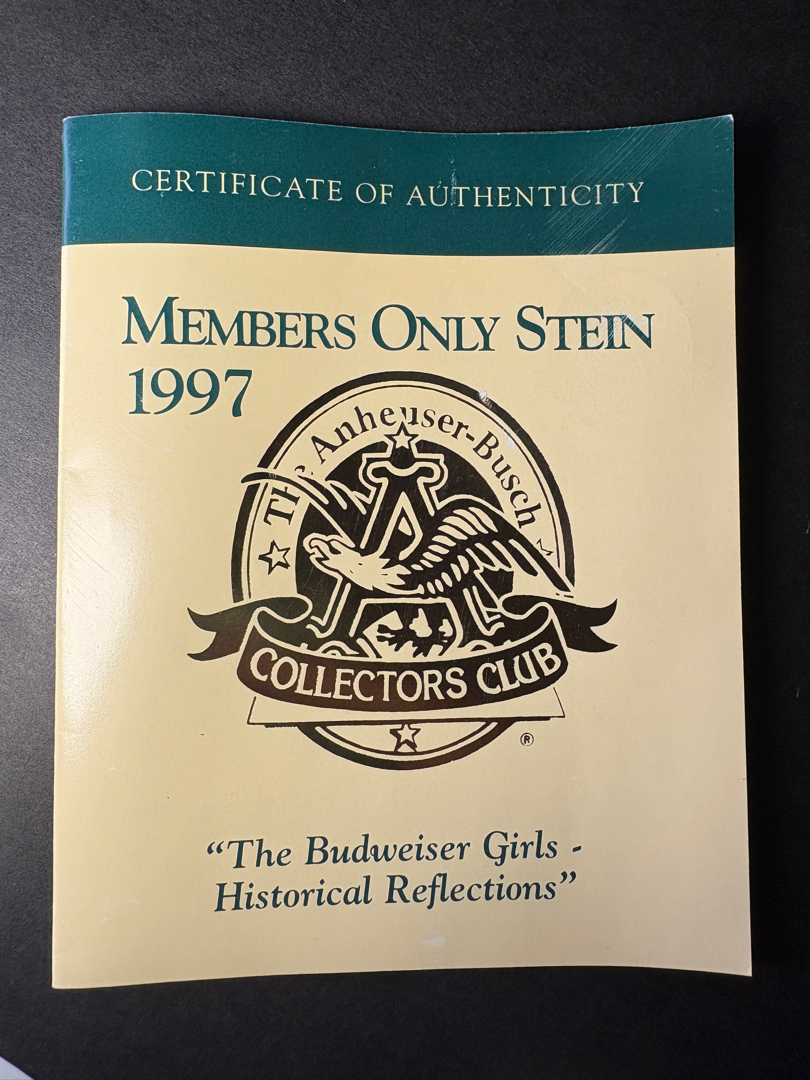 CERTIFICATE OF AUTHENTICITY
MEMBERS ONLY STEIN
1997
The Anheuser-Busch
A
COLLECTORS CLUB
®
“The Budweiser Girls -
Historical Reflections”